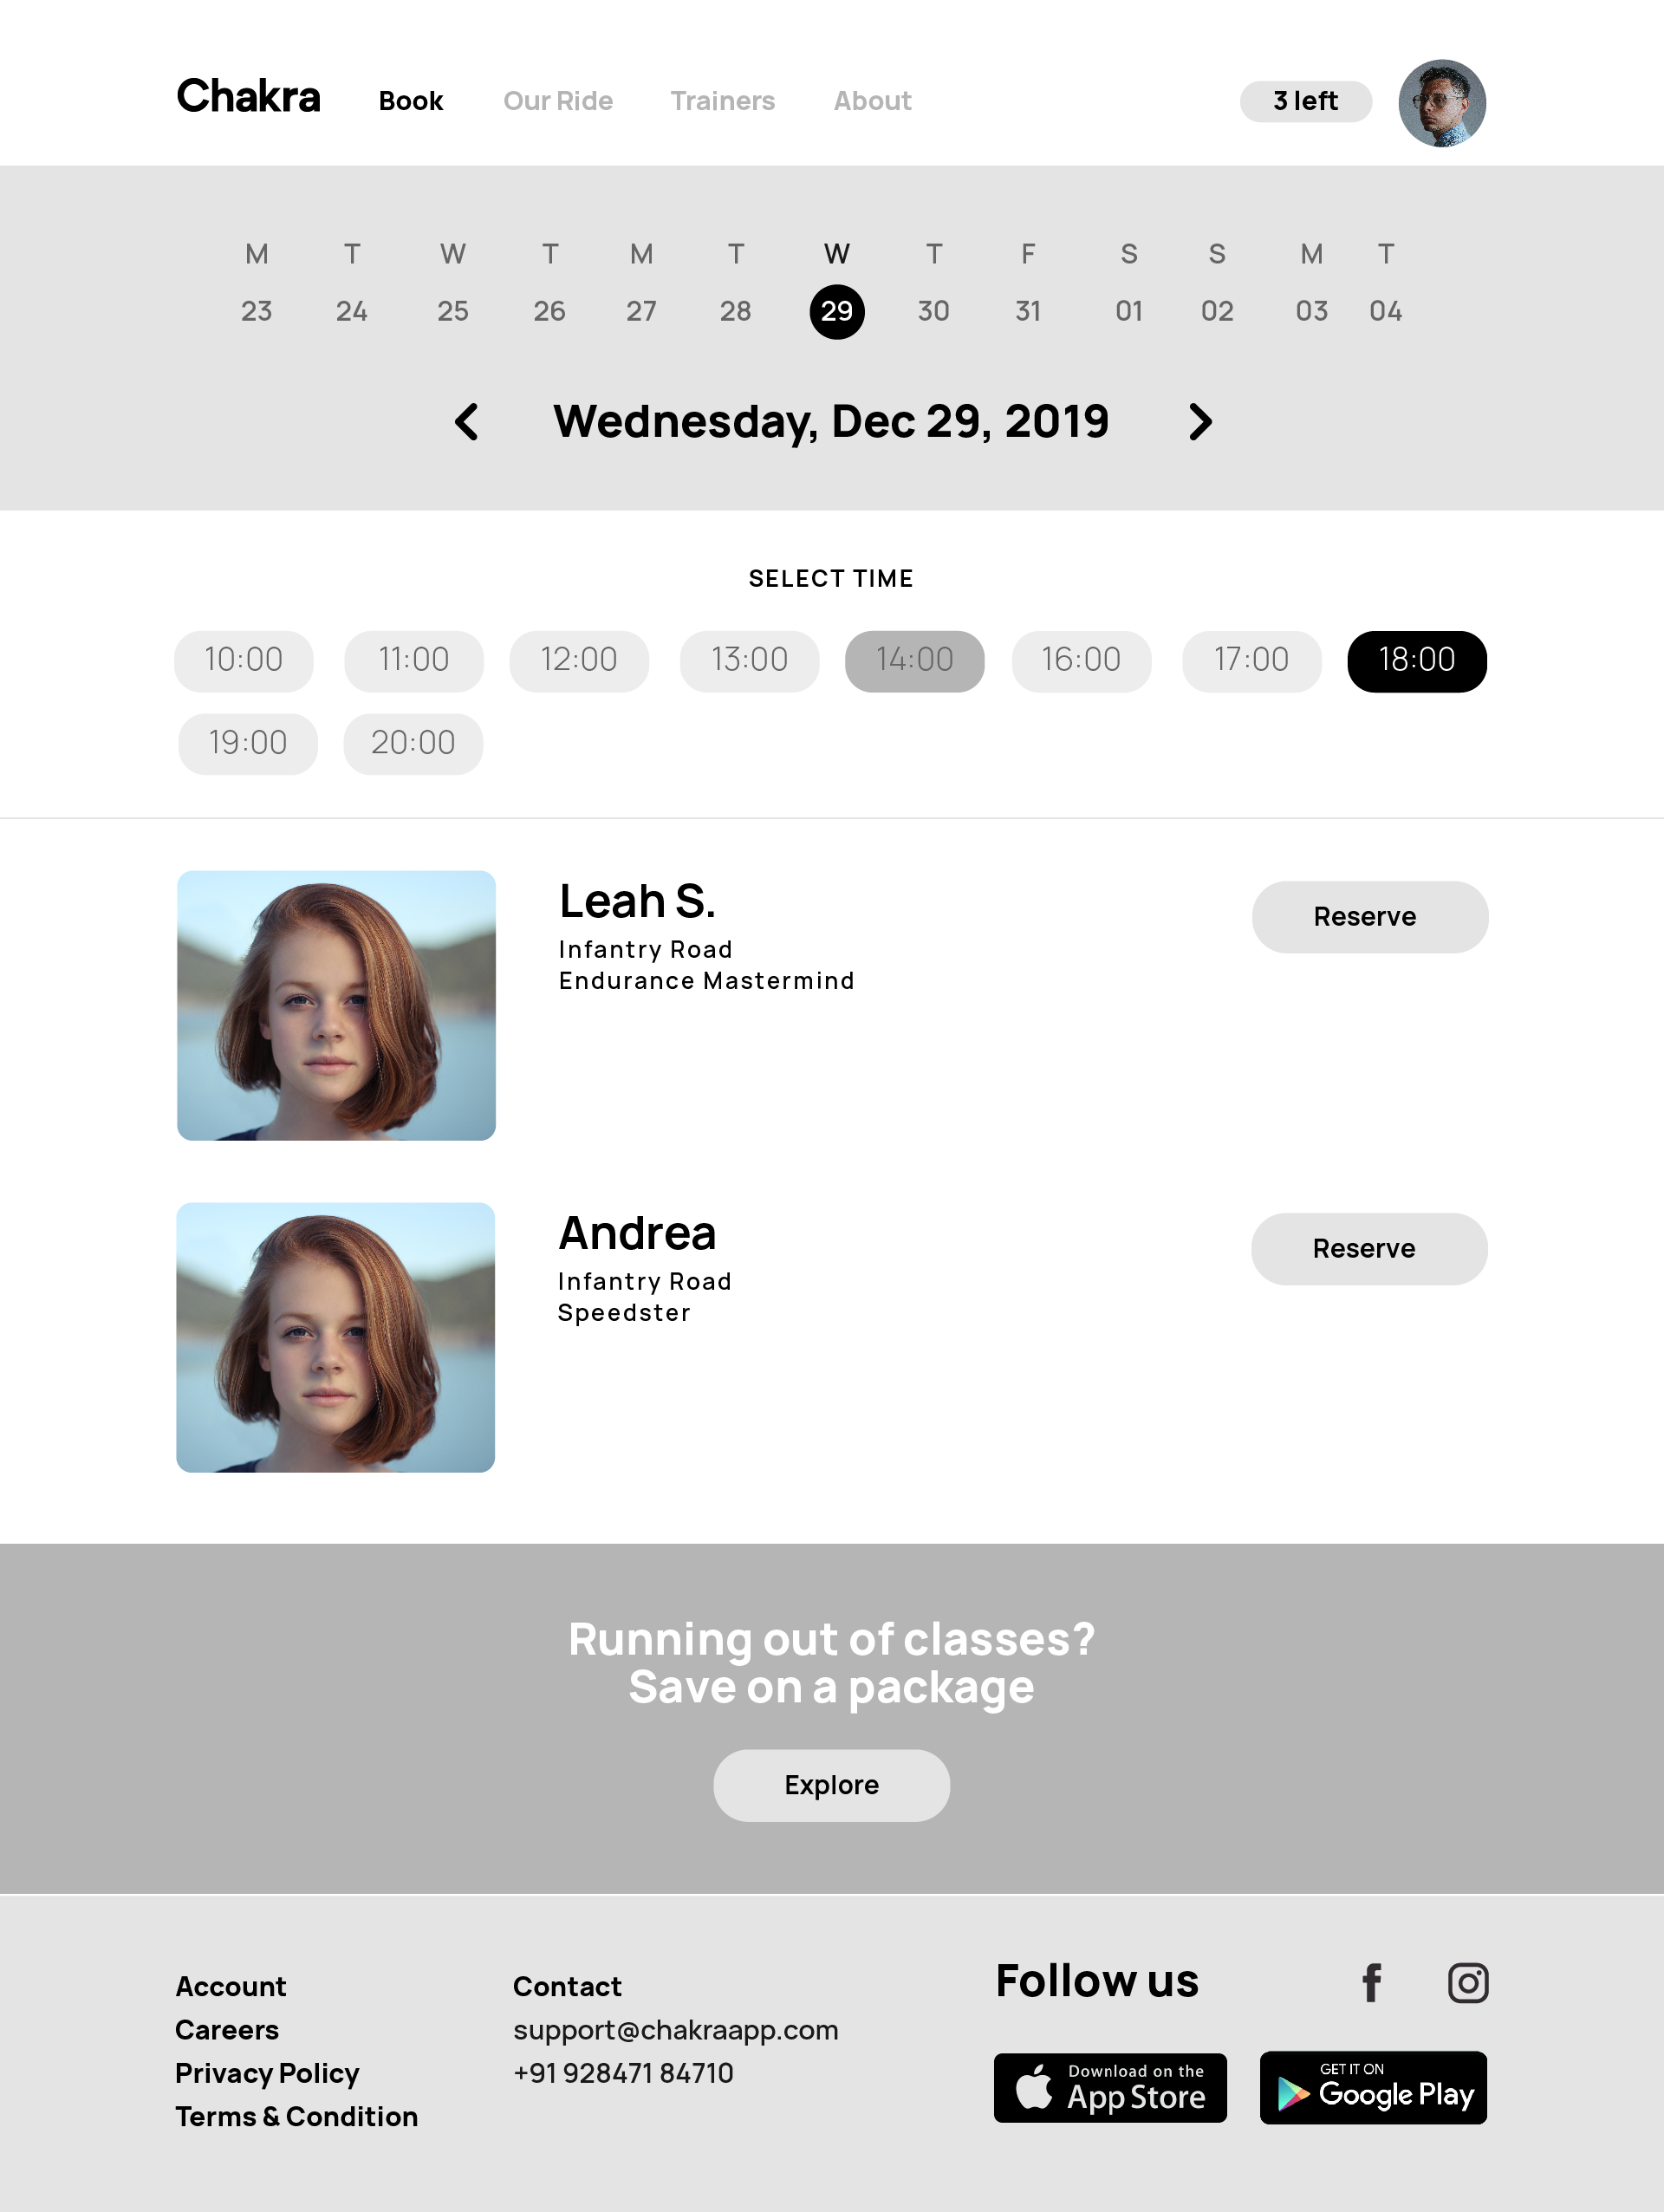 Chakra Book Our Ride Trainers About 3 left
M T W T M T W T F S S M T
23 24 25 26 27 28 29 30 31 01 02 03 04
Wednesday, Dec 29, 2019
SELECT TIME
10:00 11:00 12:00 13:00 14:00 16:00 17:00 18:00
19:00 20:00
Leah S.
Infantry Road
Endurance Mastermind
Reserve
Andrea
Infantry Road
Speedster
Reserve
Running out of classes?
Save on a package
Explore
Account
Careers
Privacy Policy
Terms & Condition
Contact
support@chakraapp.com
+91 928471 84710
Follow us
Download on the
App Store
GET IT ON
Google Play